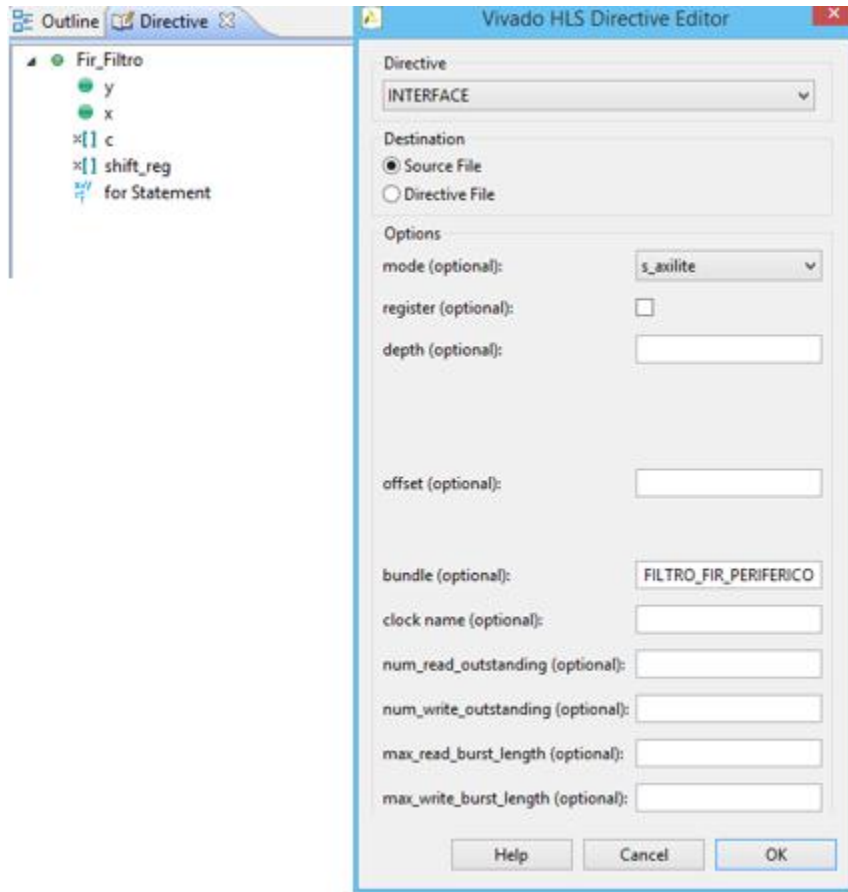 Outline Directive
Fir_Filtro
y
x
×[] c
×[] shift_reg
for Statement
Vivado HLS Directive Editor
Directive
INTERFACE
Destination
Source File
Directive File
Options
mode (optional): s_axilite
register (optional):
depth (optional):
offset (optional):
bundle (optional): FILTRO_FIR_PERIFERICO
clock name (optional):
num_read_outstanding (optional):
num_write_outstanding (optional):
max_read_burst_length (optional):
max_write_burst_length (optional):
Help Cancel OK